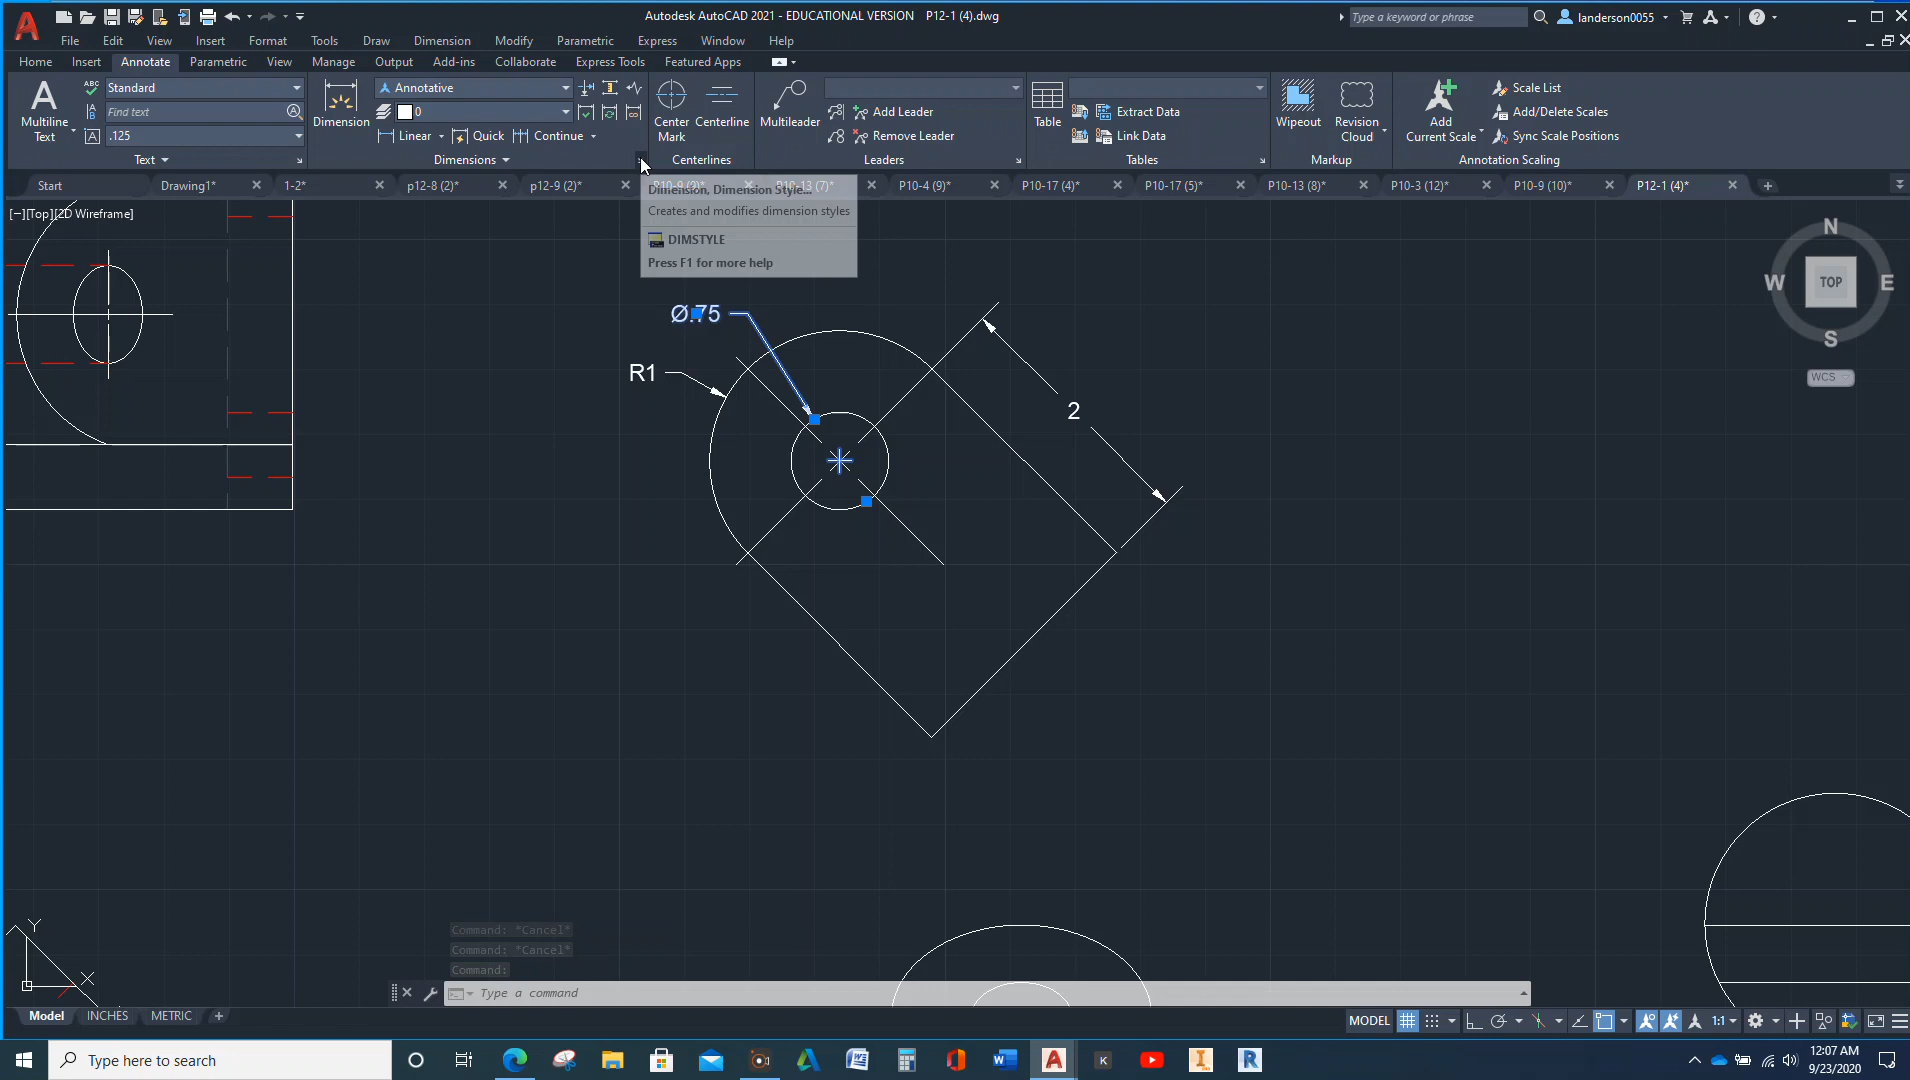 Autodesk AutoCAD 2021 - EDUCATIONAL VERSION P12-1 (4).dwg
Type a keyword or phrase
landerson0055
File Edit View Insert Format Tools Draw Dimension Modify Parametric Express Window Help
Home Insert Annotate Parametric View Manage Output Add-ins Collaborate Express Tools Featured Apps
Multiline Text
ABC
Standard
Find text
.125
Text
Dimension
Annotative
0
Linear
Quick
Continue
Dimensions
Center Mark
Centerline
Centerlines
Multileader
Add Leader
Remove Leader
Leaders
Table
Extract Data
Link Data
Tables
Wipeout
Revision Cloud
Markup
Add Current Scale
Scale List
Add/Delete Scales
Sync Scale Positions
Annotation Scaling
Start
Drawing1*
1-2*
p12-8 (2)*
p12-9 (2)*
P10-4 (9)*
P10-17 (4)*
P10-17 (5)*
P10-13 (8)*
P10-3 (12)*
P10-9 (10)*
P12-1 (4)*
Dimension, Dimension Style...
Creates and modifies dimension styles
DIMSTYLE
Press F1 for more help
[−][Top][2D Wireframe]
N
W
TOP
E
S
WCS
Ø.75
R1
2
Y
X
Command: *Cancel*
Command: *Cancel*
Command:
Type a command
Model INCHES METRIC
MODEL
1:1
Type here to search
12:07 AM
9/23/2020